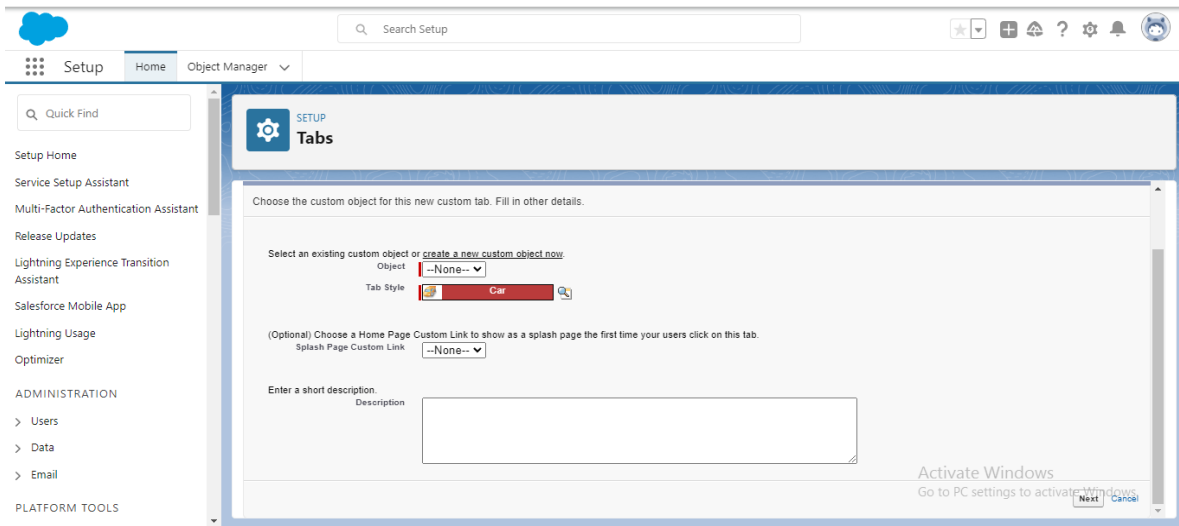 Search Setup
Setup
Home
Object Manager
Quick Find
Setup Home
Service Setup Assistant
Multi-Factor Authentication Assistant
Release Updates
Lightning Experience Transition
Assistant
Salesforce Mobile App
Lightning Usage
Optimizer
ADMINISTRATION
Users
Data
Email
PLATFORM TOOLS
SETUP
Tabs
Choose the custom object for this new custom tab. Fill in other details.
Select an existing custom object or create a new custom object now.
Object --None--
Tab Style Car
(Optional) Choose a Home Page Custom Link to show as a splash page the first time your users click on this tab.
Splash Page Custom Link --None--
Enter a short description.
Description
Activate Windows
Go to PC settings to activate Windows.
Next Cancel